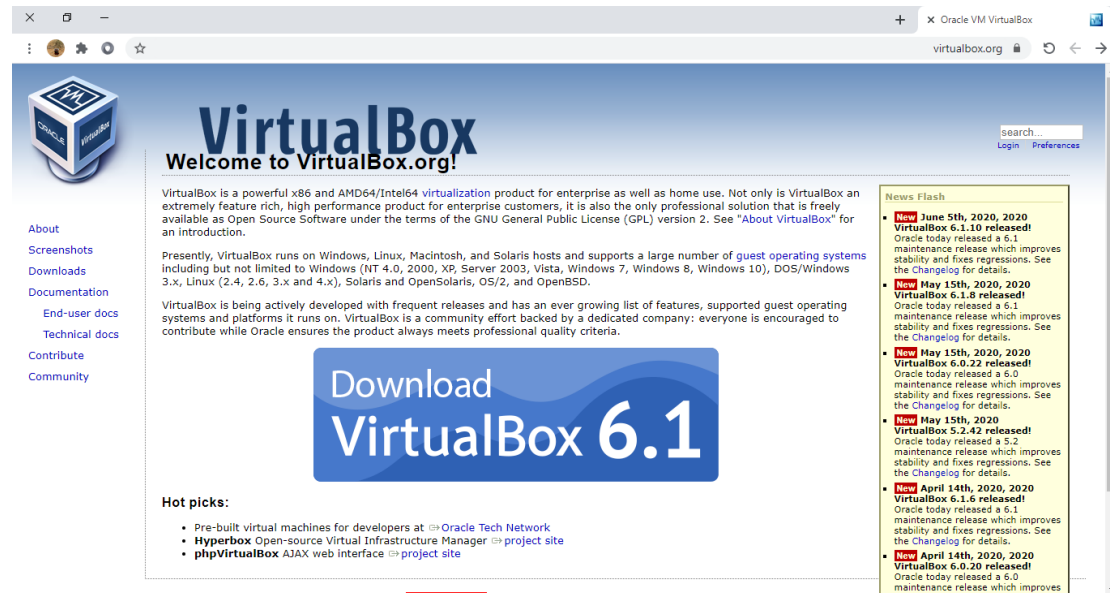 Oracle VM VirtualBox
virtualbox.org
ORACLE
VirtualBox
VirtualBox
search...
Login Preferences
Welcome to VirtualBox.org!
About
Screenshots
Downloads
Documentation
End-user docs
Technical docs
Contribute
Community
VirtualBox is a powerful x86 and AMD64/Intel64 virtualization product for enterprise as well as home use. Not only is VirtualBox an
extremely feature rich, high performance product for enterprise customers, it is also the only professional solution that is freely
available as Open Source Software under the terms of the GNU General Public License (GPL) version 2. See "About VirtualBox" for
an introduction.
Presently, VirtualBox runs on Windows, Linux, Macintosh, and Solaris hosts and supports a large number of guest operating systems
including but not limited to Windows (NT 4.0, 2000, XP, Server 2003, Vista, Windows 7, Windows 8, Windows 10), DOS/Windows
3.x, Linux (2.4, 2.6, 3.x and 4.x), Solaris and OpenSolaris, OS/2, and OpenBSD.
VirtualBox is being actively developed with frequent releases and has an ever growing list of features, supported guest operating
systems and platforms it runs on. VirtualBox is a community effort backed by a dedicated company: everyone is encouraged to
contribute while Oracle ensures the product always meets professional quality criteria.
Download
VirtualBox 6.1
Hot picks:
Pre-built virtual machines for developers at Oracle Tech Network
Hyperbox Open-source Virtual Infrastructure Manager project site
phpVirtualBox AJAX web interface project site
News Flash
New June 5th, 2020, 2020
VirtualBox 6.1.10 released!
Oracle today released a 6.1
maintenance release which improves
stability and fixes regressions. See
the Changelog for details.
New May 15th, 2020, 2020
VirtualBox 6.1.8 released!
Oracle today released a 6.1
maintenance release which improves
stability and fixes regressions. See
the Changelog for details.
New May 15th, 2020, 2020
VirtualBox 6.0.22 released!
Oracle today released a 6.0
maintenance release which improves
stability and fixes regressions. See
the Changelog for details.
New May 15th, 2020
VirtualBox 5.2.42 released!
Oracle today released a 5.2
maintenance release which improves
stability and fixes regressions. See
the Changelog for details.
New April 14th, 2020, 2020
VirtualBox 6.1.6 released!
Oracle today released a 6.1
maintenance release which improves
stability and fixes regressions. See
the Changelog for details.
New April 14th, 2020, 2020
VirtualBox 6.0.20 released!
Oracle today released a 6.0
maintenance release which improves